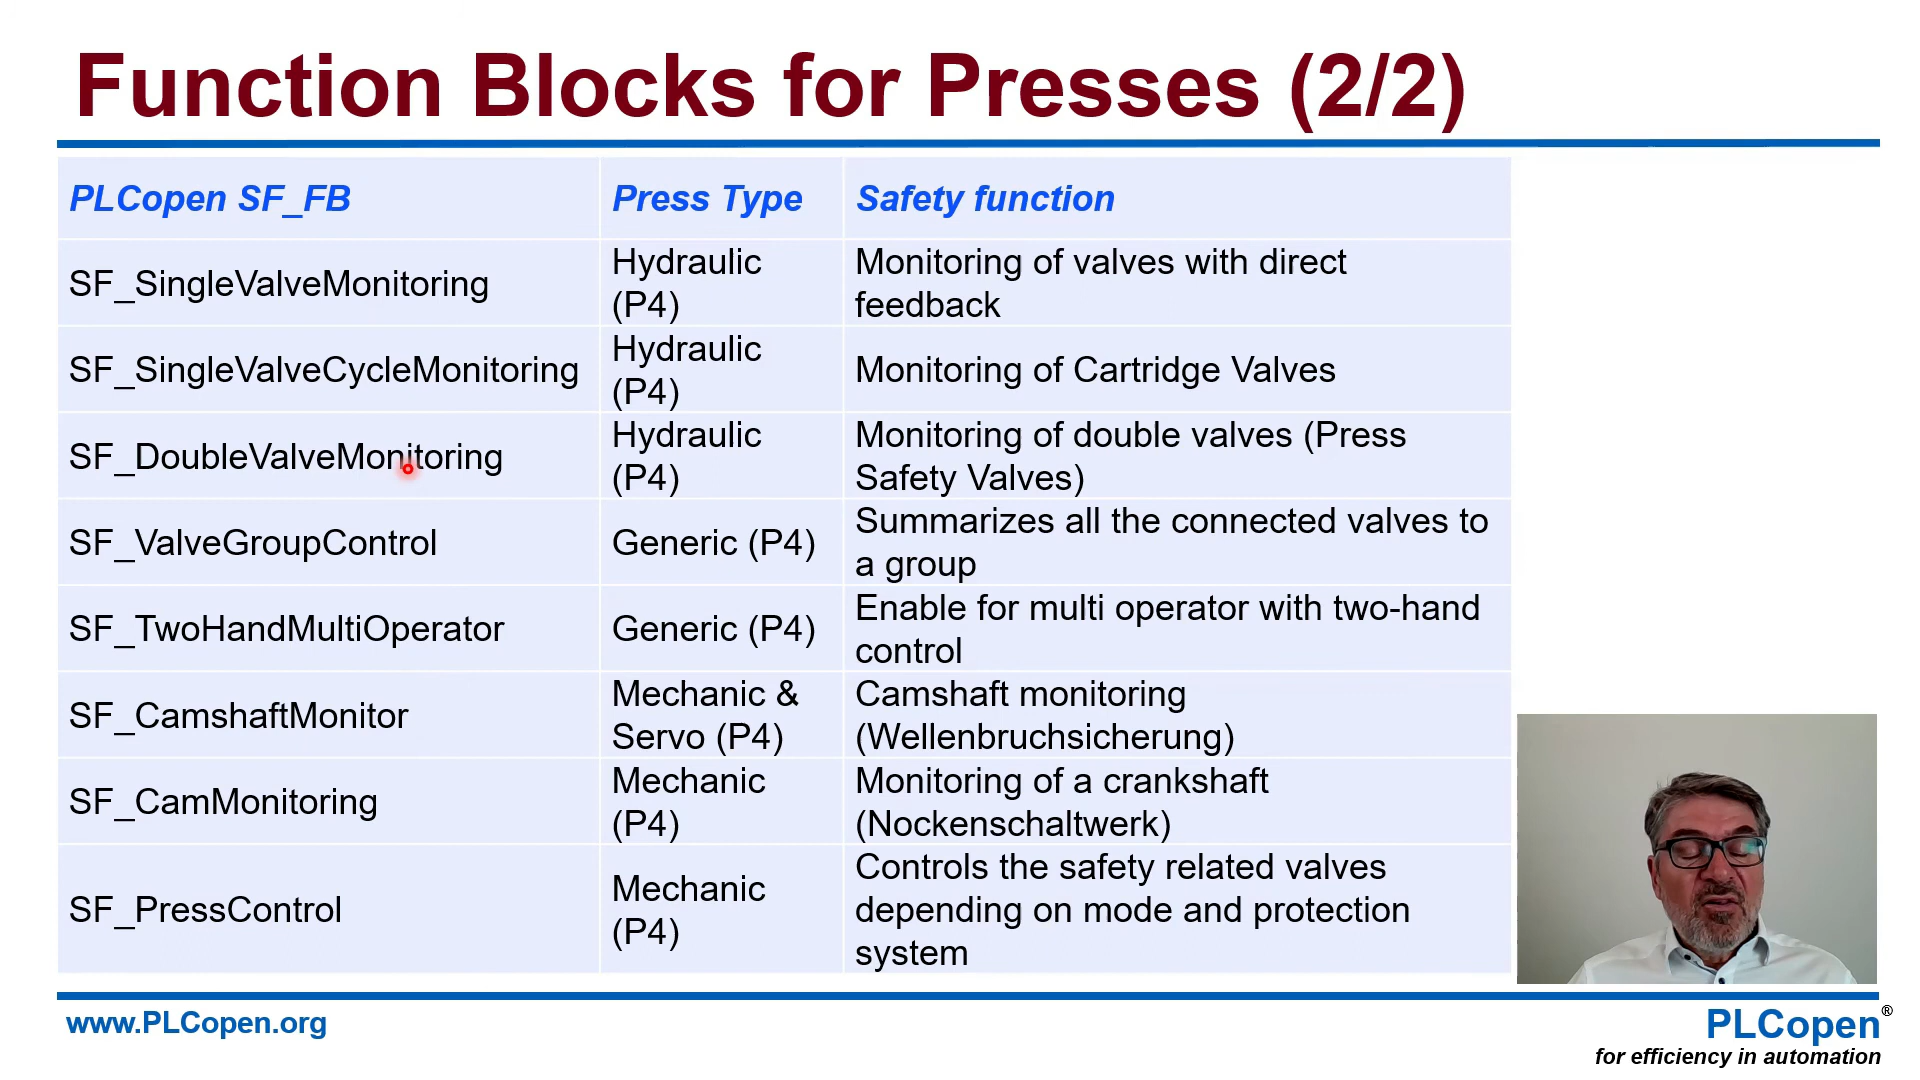 Function Blocks for Presses (2/2)
PLCopen SF_FB
Press Type
Safety function
SF_SingleValveMonitoring
Hydraulic
(P4)
Monitoring of valves with direct
feedback
SF_SingleValveCycleMonitoring
Hydraulic
(P4)
Monitoring of Cartridge Valves
SF_DoubleValveMonitoring
Hydraulic
(P4)
Monitoring of double valves (Press
Safety Valves)
SF_ValveGroupControl
Generic (P4)
Summarizes all the connected valves to
a group
SF_TwoHandMultiOperator
Generic (P4)
Enable for multi operator with two-hand
control
SF_CamshaftMonitor
Mechanic &
Servo (P4)
Camshaft monitoring
(Wellenbruchsicherung)
SF_CamMonitoring
Mechanic
(P4)
Monitoring of a crankshaft
(Nockenschaltwerk)
SF_PressControl
Mechanic
(P4)
Controls the safety related valves
depending on mode and protection
system
www.PLCopen.org
PLCopen®
for efficiency in automation